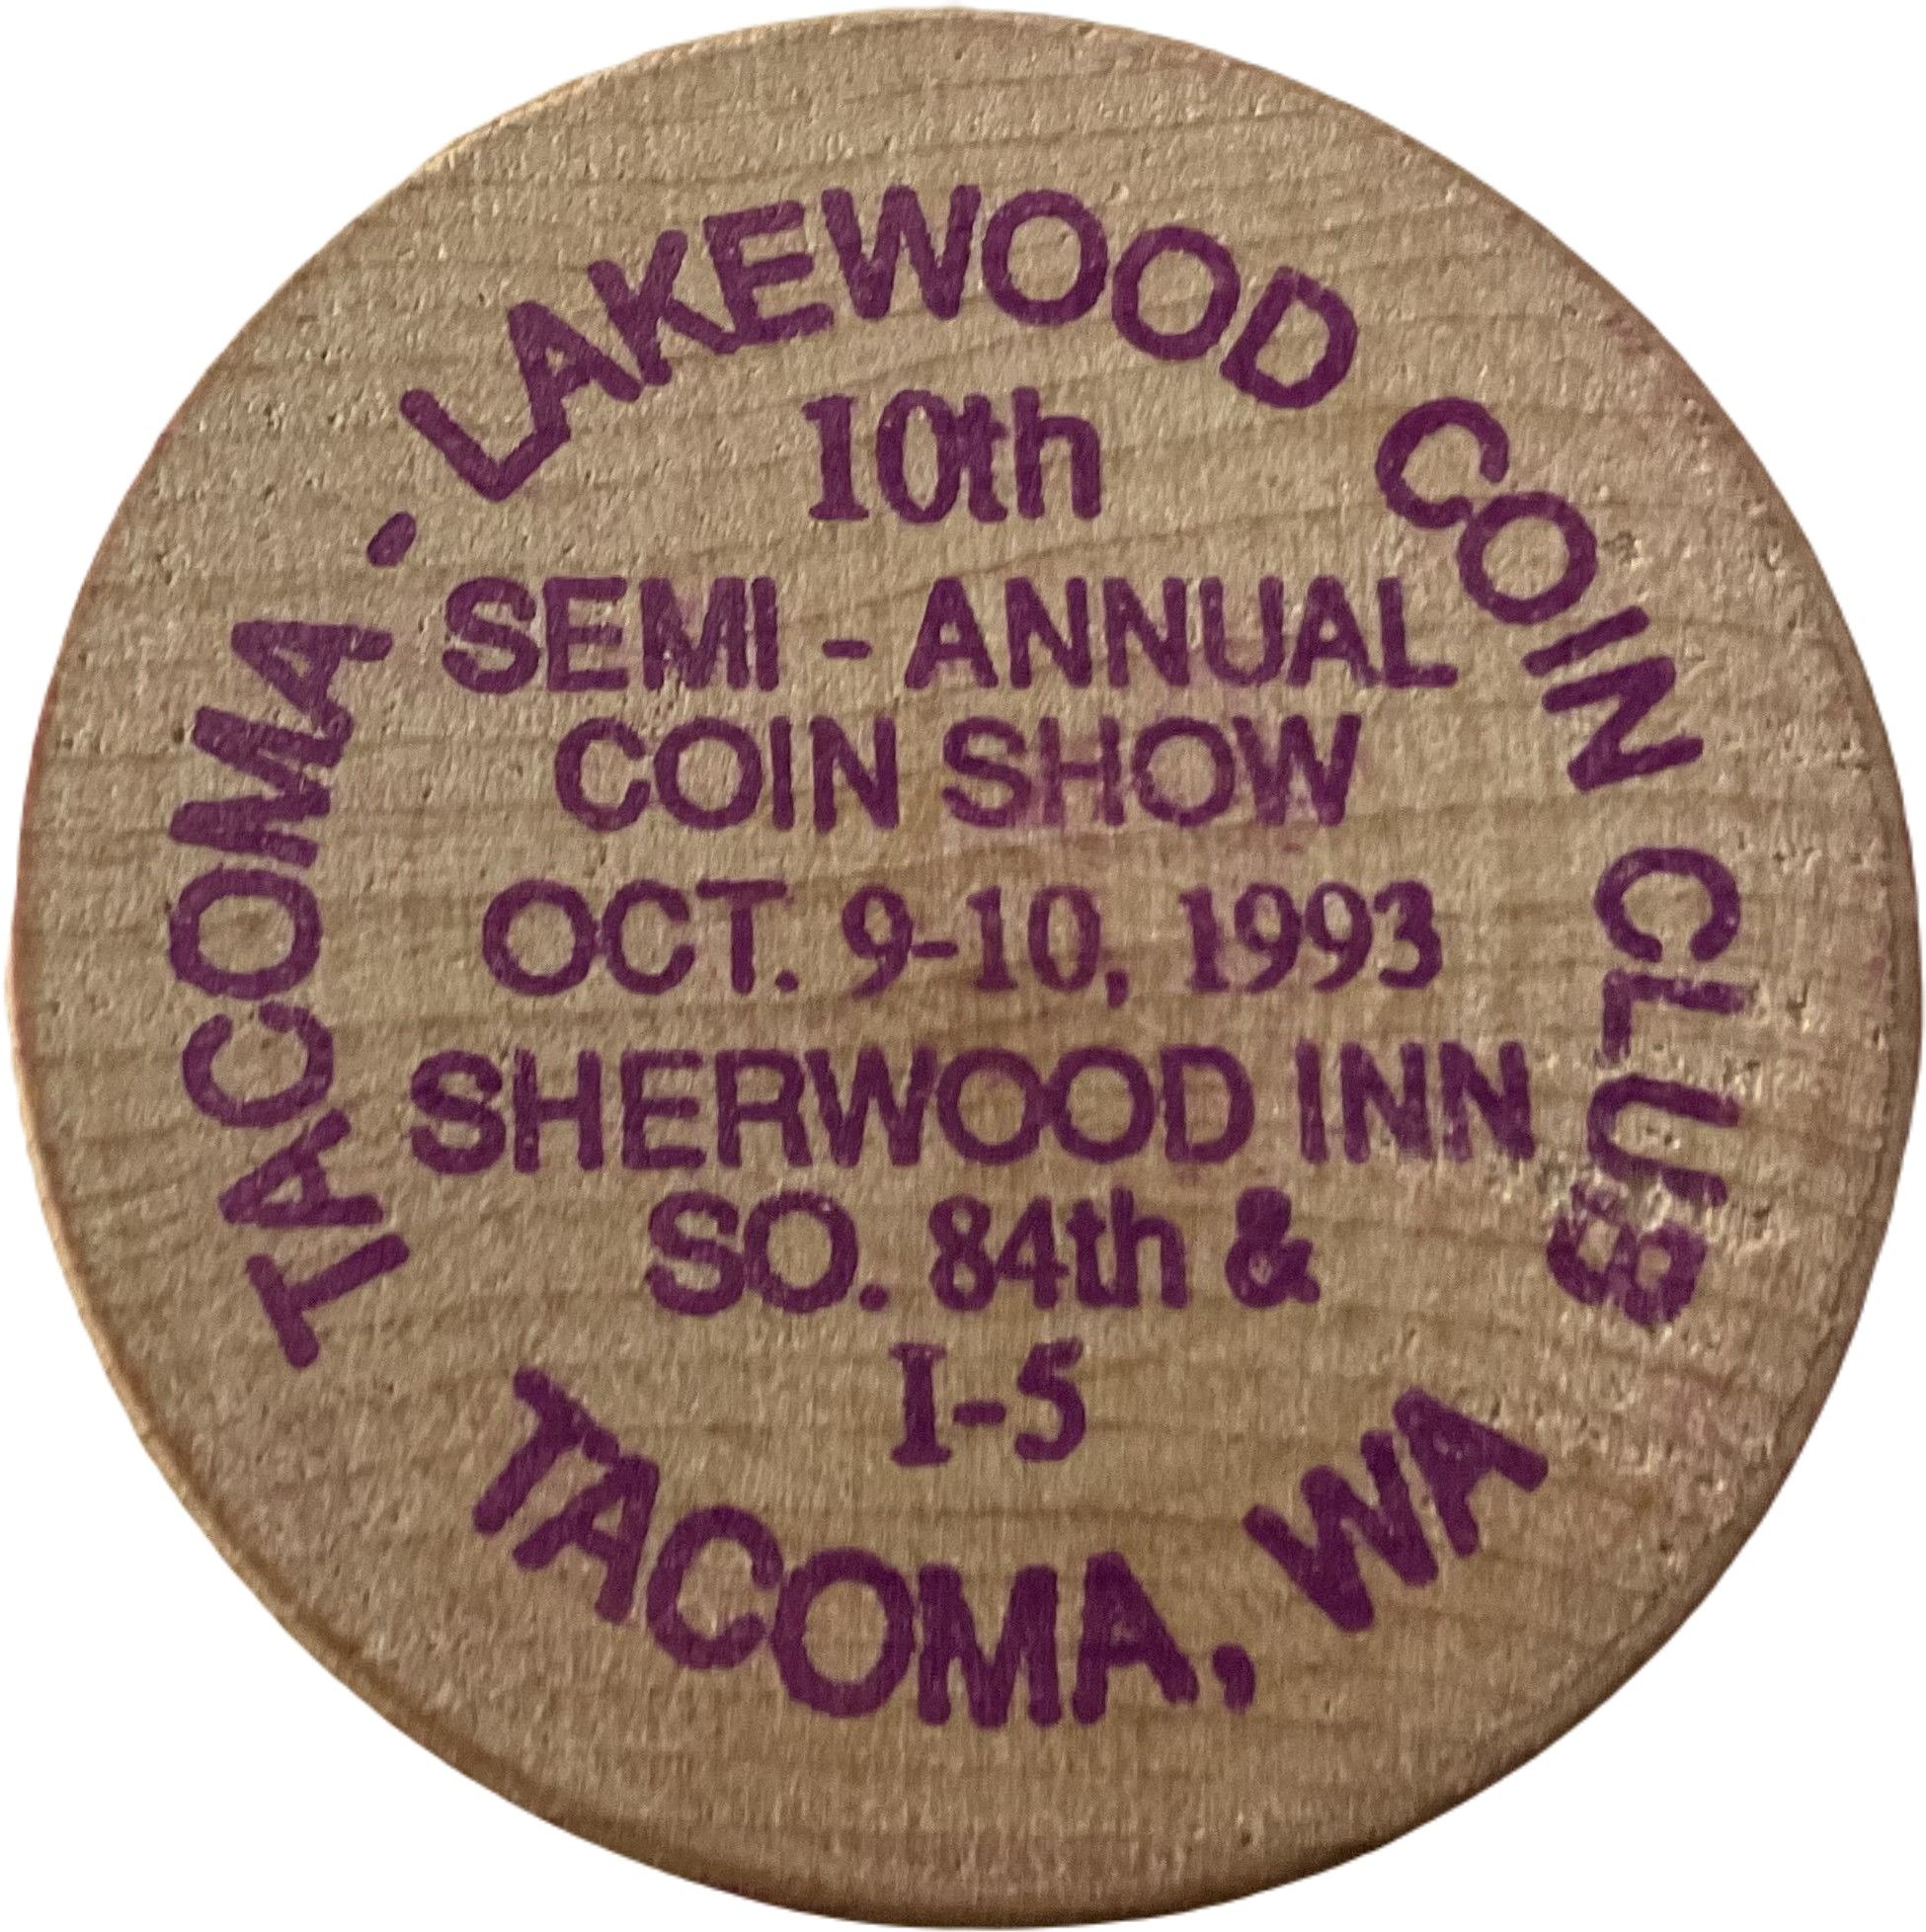 TACOMA - LAKEWOOD COIN CLUB
10th
SEMI - ANNUAL
COIN SHOW
OCT. 9-10, 1993
SHERWOOD INN
SO. 84th &
I-5
TACOMA, WA